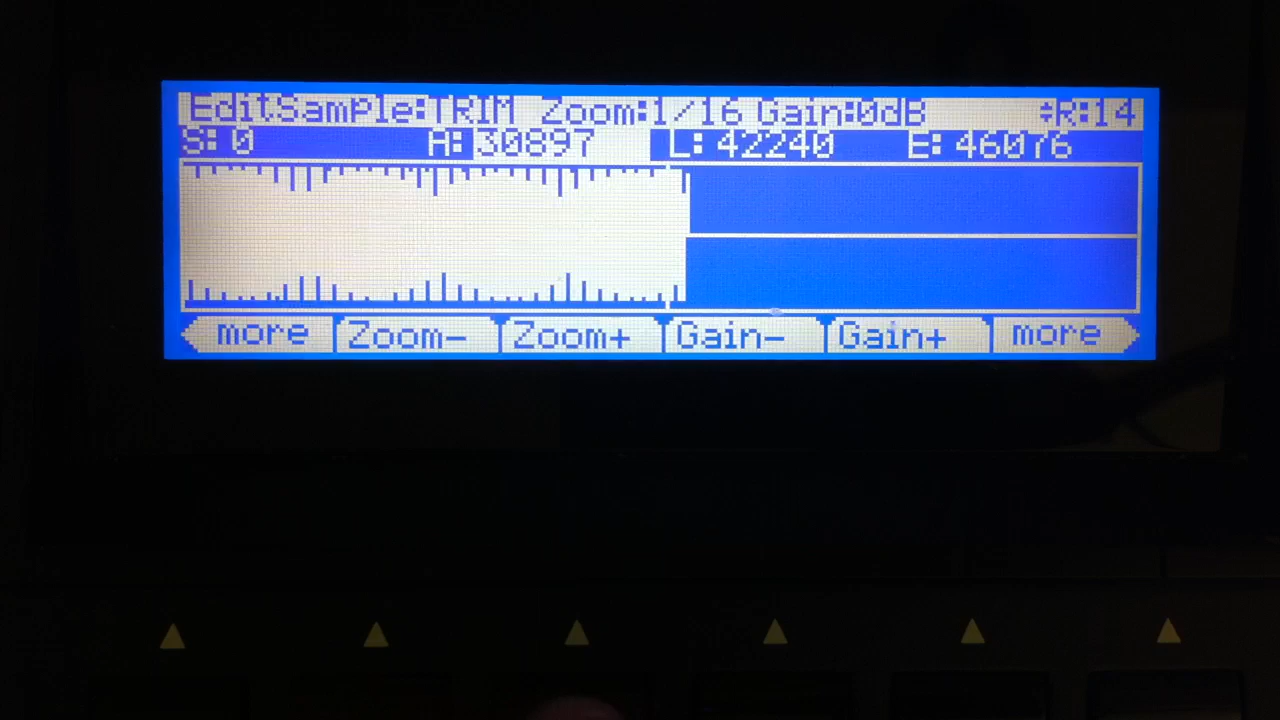 EditSample:TRIM Zoom:1/16 Gain:0dB ÷R:14
S: 0 A: 30897 L: 42240 E: 46076
more Zoom- Zoom+ Gain- Gain+ more